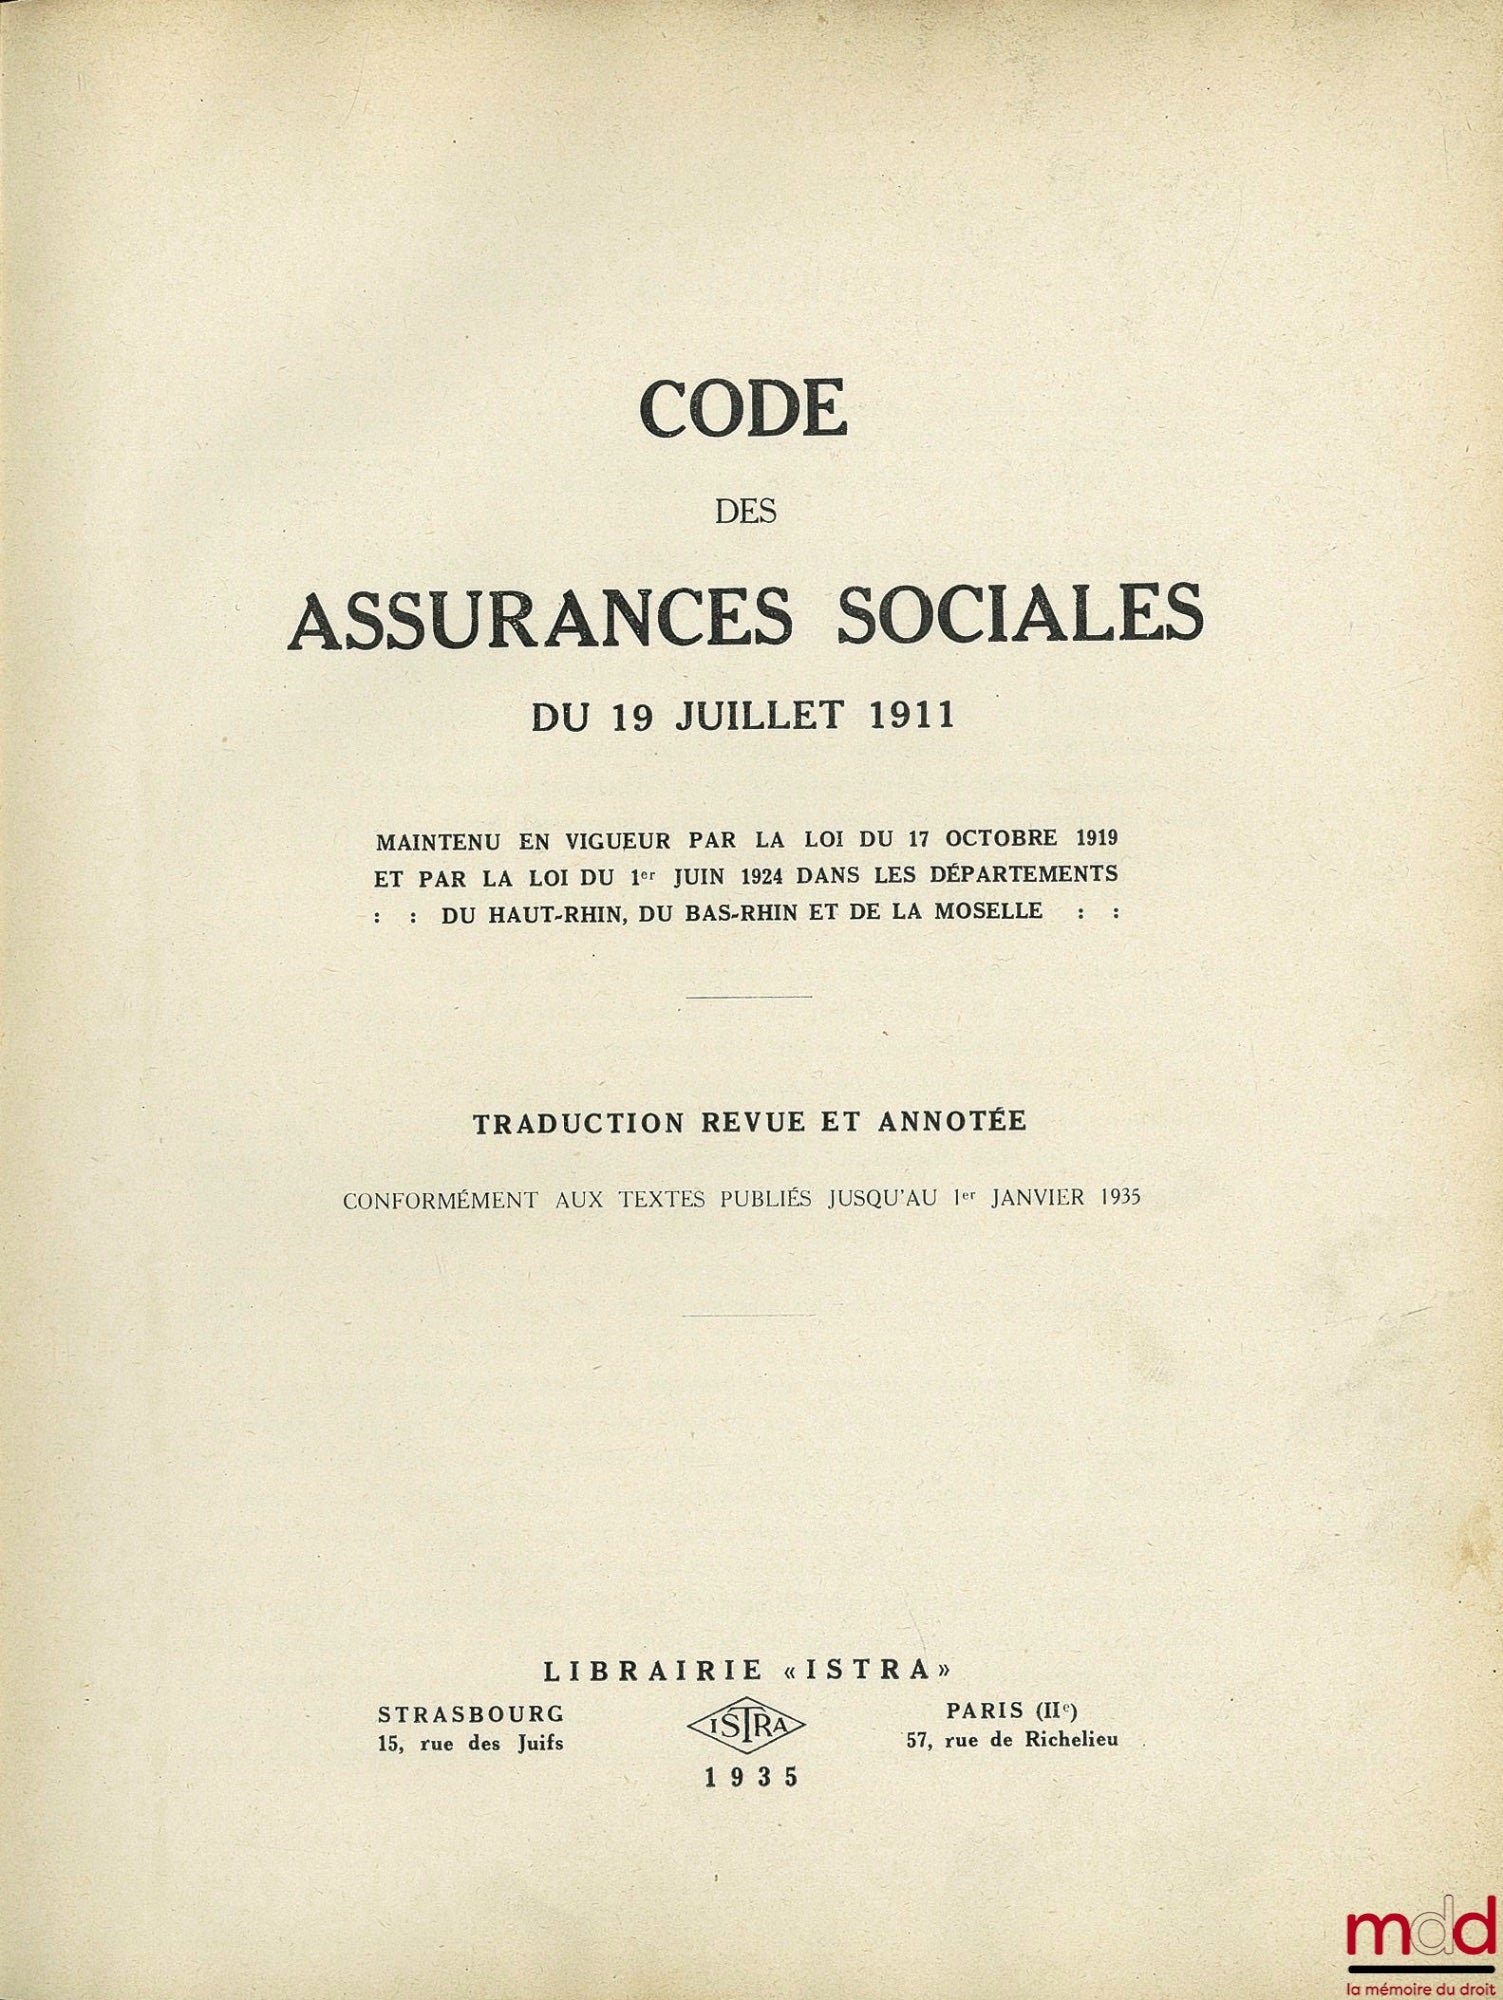 CODE
DES
ASSURANCES SOCIALES
DU 19 JUILLET 1911
MAINTENU EN VIGUEUR PAR LA LOI DU 17 OCTOBRE 1919
ET PAR LA LOI DU 1er JUIN 1924 DANS LES DÉPARTEMENTS
: : DU HAUT-RHIN, DU BAS-RHIN ET DE LA MOSELLE : :
TRADUCTION REVUE ET ANNOTÉE
CONFORMÉMENT AUX TEXTES PUBLIÉS JUSQU'AU 1er JANVIER 1935
LIBRAIRIE «ISTRA»
STRASBOURG
15, rue des Juifs
ISTRA
PARIS (IIe)
57, rue de Richelieu
1935
mdd
la mémoire du droit